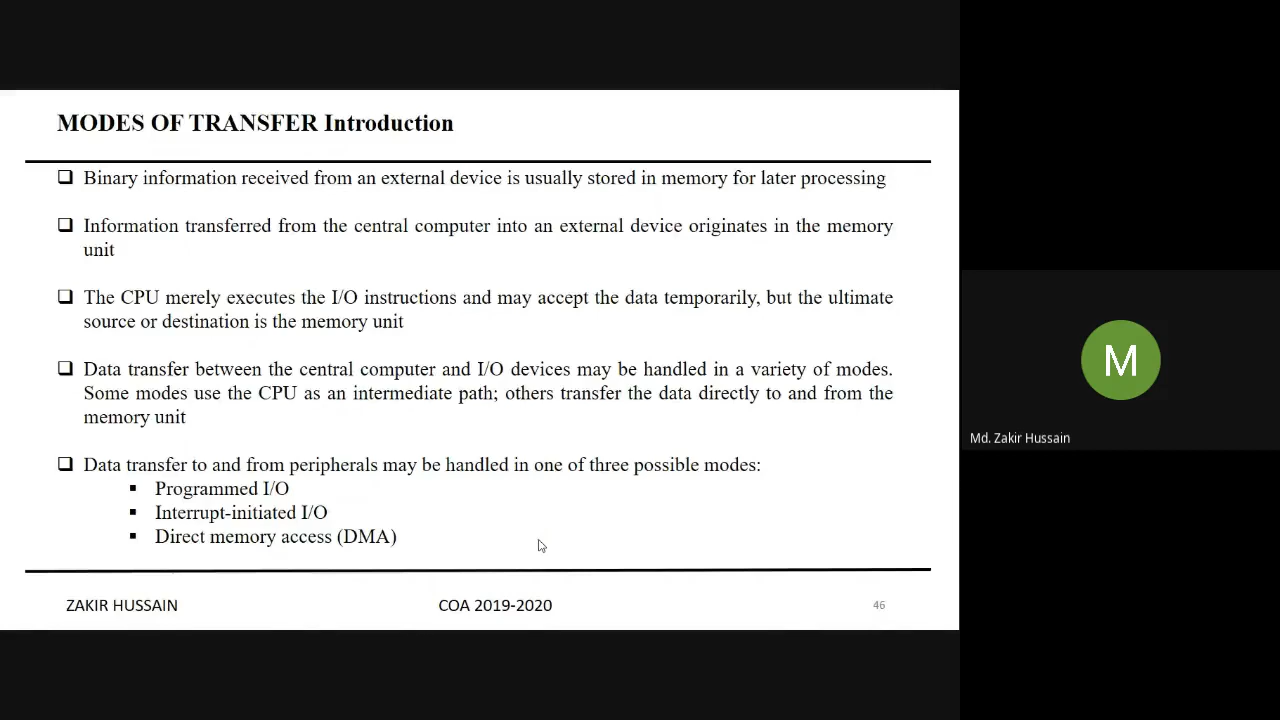 MODES OF TRANSFER Introduction
Binary information received from an external device is usually stored in memory for later processing
Information transferred from the central computer into an external device originates in the memory
unit
The CPU merely executes the I/O instructions and may accept the data temporarily, but the ultimate
source or destination is the memory unit
Data transfer between the central computer and I/O devices may be handled in a variety of modes.
Some modes use the CPU as an intermediate path; others transfer the data directly to and from the
memory unit
Data transfer to and from peripherals may be handled in one of three possible modes:
Programmed I/O
Interrupt-initiated I/O
Direct memory access (DMA)
ZAKIR HUSSAIN
COA 2019-2020
46
M
Md. Zakir Hussain